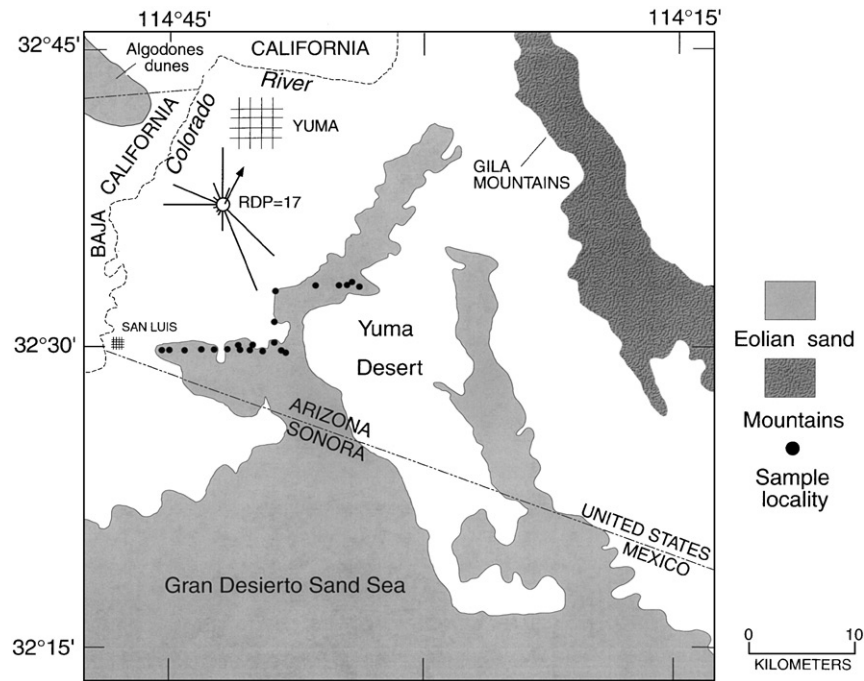 114°45'
114°15'
32°45'
Algodones
dunes
CALIFORNIA
River
Colorado
BAJA CALIFORNIA
YUMA
GILA
MOUNTAINS
RDP=17
SAN LUIS
32°30'
Yuma
Desert
ARIZONA
SONORA
UNITED STATES
MEXICO
Gran Desierto Sand Sea
32°15'
Eolian sand
Mountains
Sample
locality
0 10
KILOMETERS